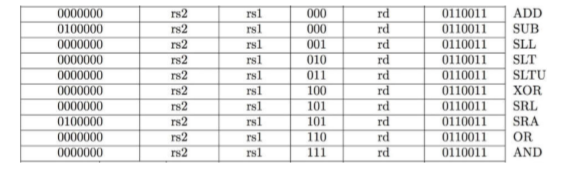 0000000 rs2 rs1 000 rd 0110011 ADD
0100000 rs2 rs1 000 rd 0110011 SUB
0000000 rs2 rs1 001 rd 0110011 SLL
0000000 rs2 rs1 010 rd 0110011 SLT
0000000 rs2 rs1 011 rd 0110011 SLTU
0000000 rs2 rs1 100 rd 0110011 XOR
0000000 rs2 rs1 101 rd 0110011 SRL
0100000 rs2 rs1 101 rd 0110011 SRA
0000000 rs2 rs1 110 rd 0110011 OR
0000000 rs2 rs1 111 rd 0110011 AND